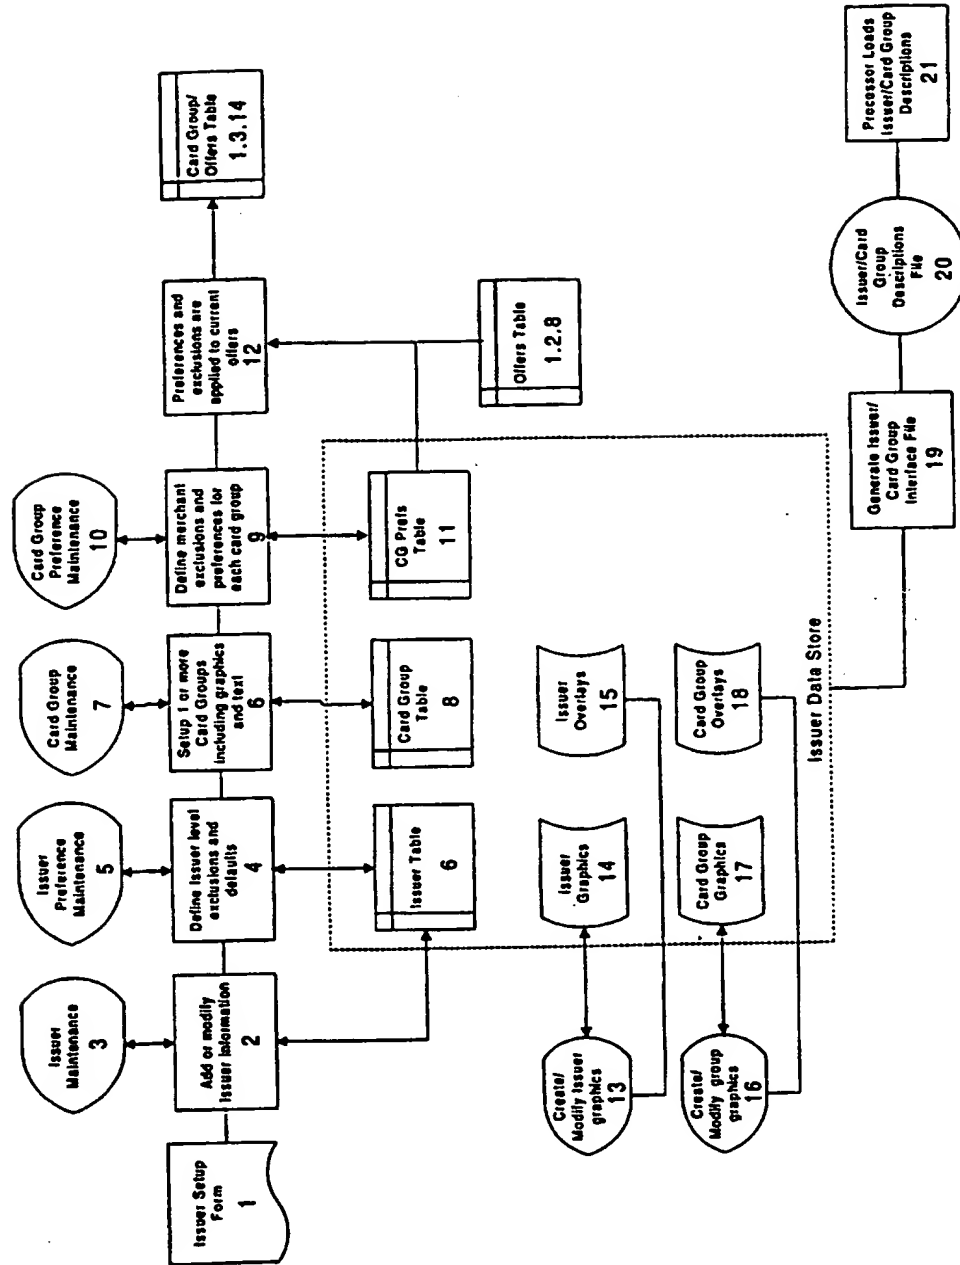 Issuer Setup
Form
1
Add or modify
Issuer Information
2
Issuer
Maintenance
3
Define Issuer level
exclusions and
defaults
4
Issuer
Preference
Maintenance
5
Setup 1 or more
Card Groups
including graphics
and text
6
Card Group
Maintenance
7
Define merchant
exclusions and
preferences for
each card group
9
Card Group
Preference
Maintenance
10
Preferences and
exclusions are
applied to current
offers
12
Card Group/
Offers Table
1.3.14
Issuer Table
6
Card Group
Table
8
CG Prefs
Table
11
Offers Table
1.2.8
Create/
Modify Issuer
graphics
13
Issuer
Graphics
14
Issuer
Overlays
15
Create/
Modify group
graphics
16
Card Group
Graphics
17
Card Group
Overlays
18
Issuer Data Store
Generate Issuer/
Card Group
Interface File
19
Issuer/Card
Group
Descriptions
File
20
Processor Loads
Issuer/Card Group
Descriptions
21